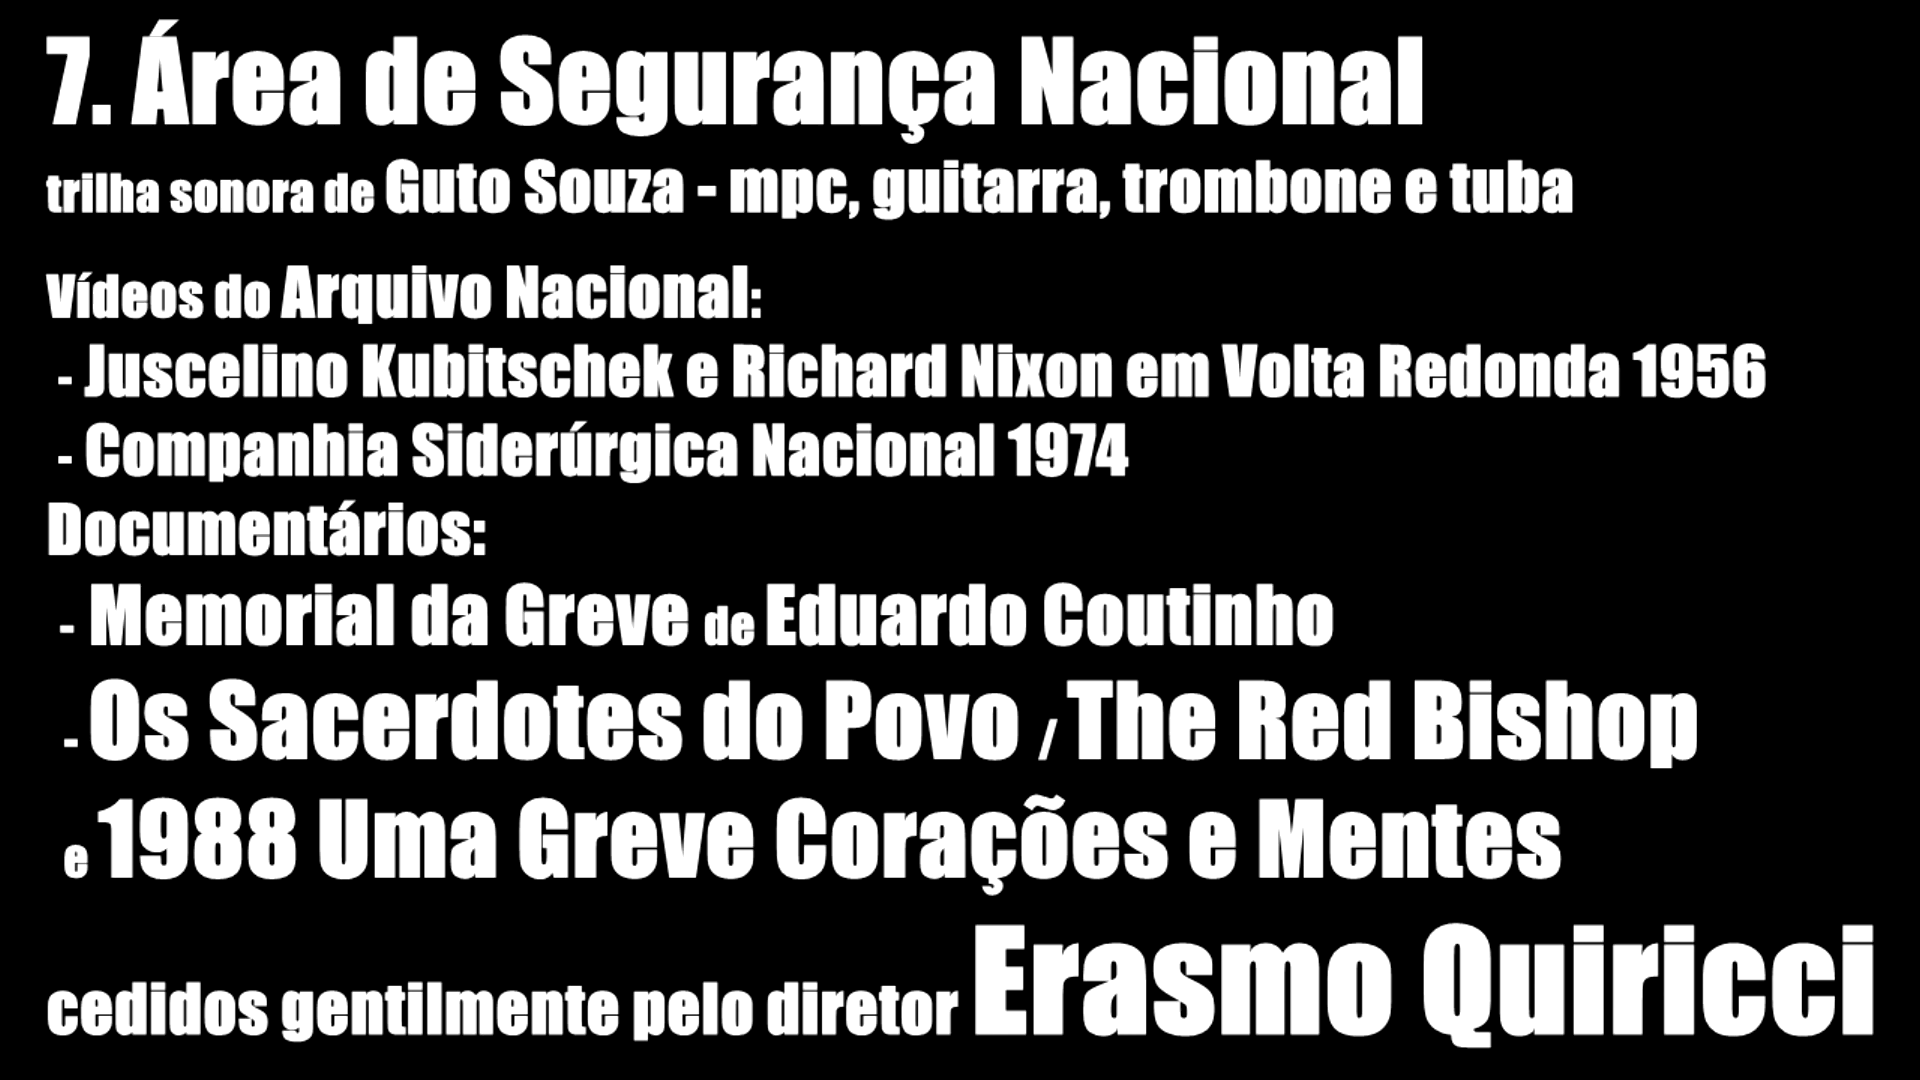 7. Área de Segurança Nacional
trilha sonora de Guto Souza - mpc, guitarra, trombone e tuba
Vídeos do Arquivo Nacional:
- Juscelino Kubitschek e Richard Nixon em Volta Redonda 1956
- Companhia Siderúrgica Nacional 1974
Documentários:
- Memorial da Greve de Eduardo Coutinho
- Os Sacerdotes do Povo / The Red Bishop
e 1988 Uma Greve Corações e Mentes
cedidos gentilmente pelo diretor Erasmo Quiricci